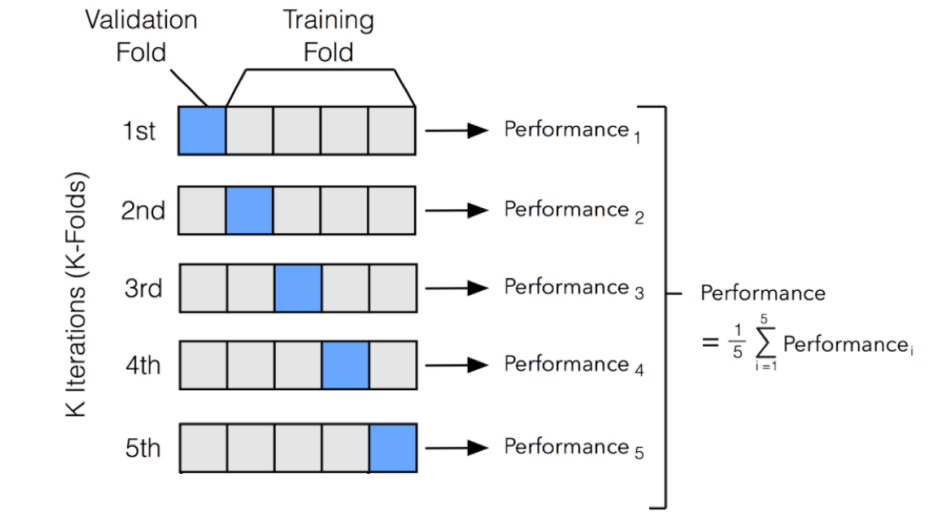 Validation
Fold
Training
Fold
K Iterations (K-Folds)
1st
Performance 1
2nd
Performance 2
3rd
Performance 3
4th
Performance 4
5th
Performance 5
Performance
= 1/5 5 ∑ i=1 Performance i